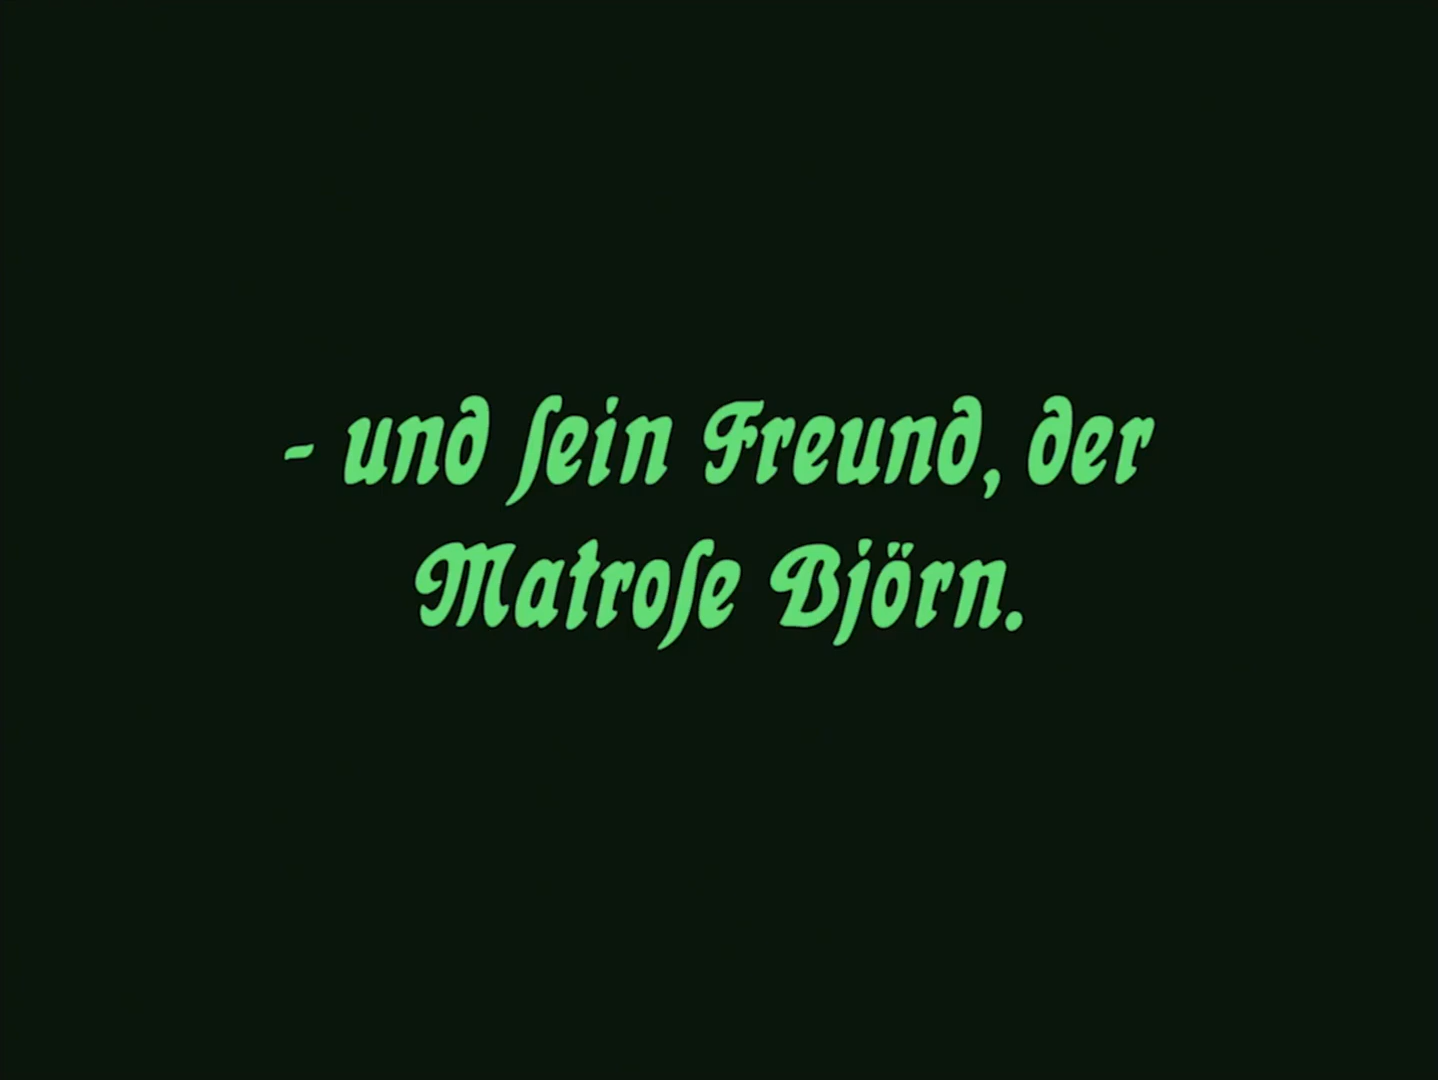 - und ſein Freund, der
Matroſe Björn.